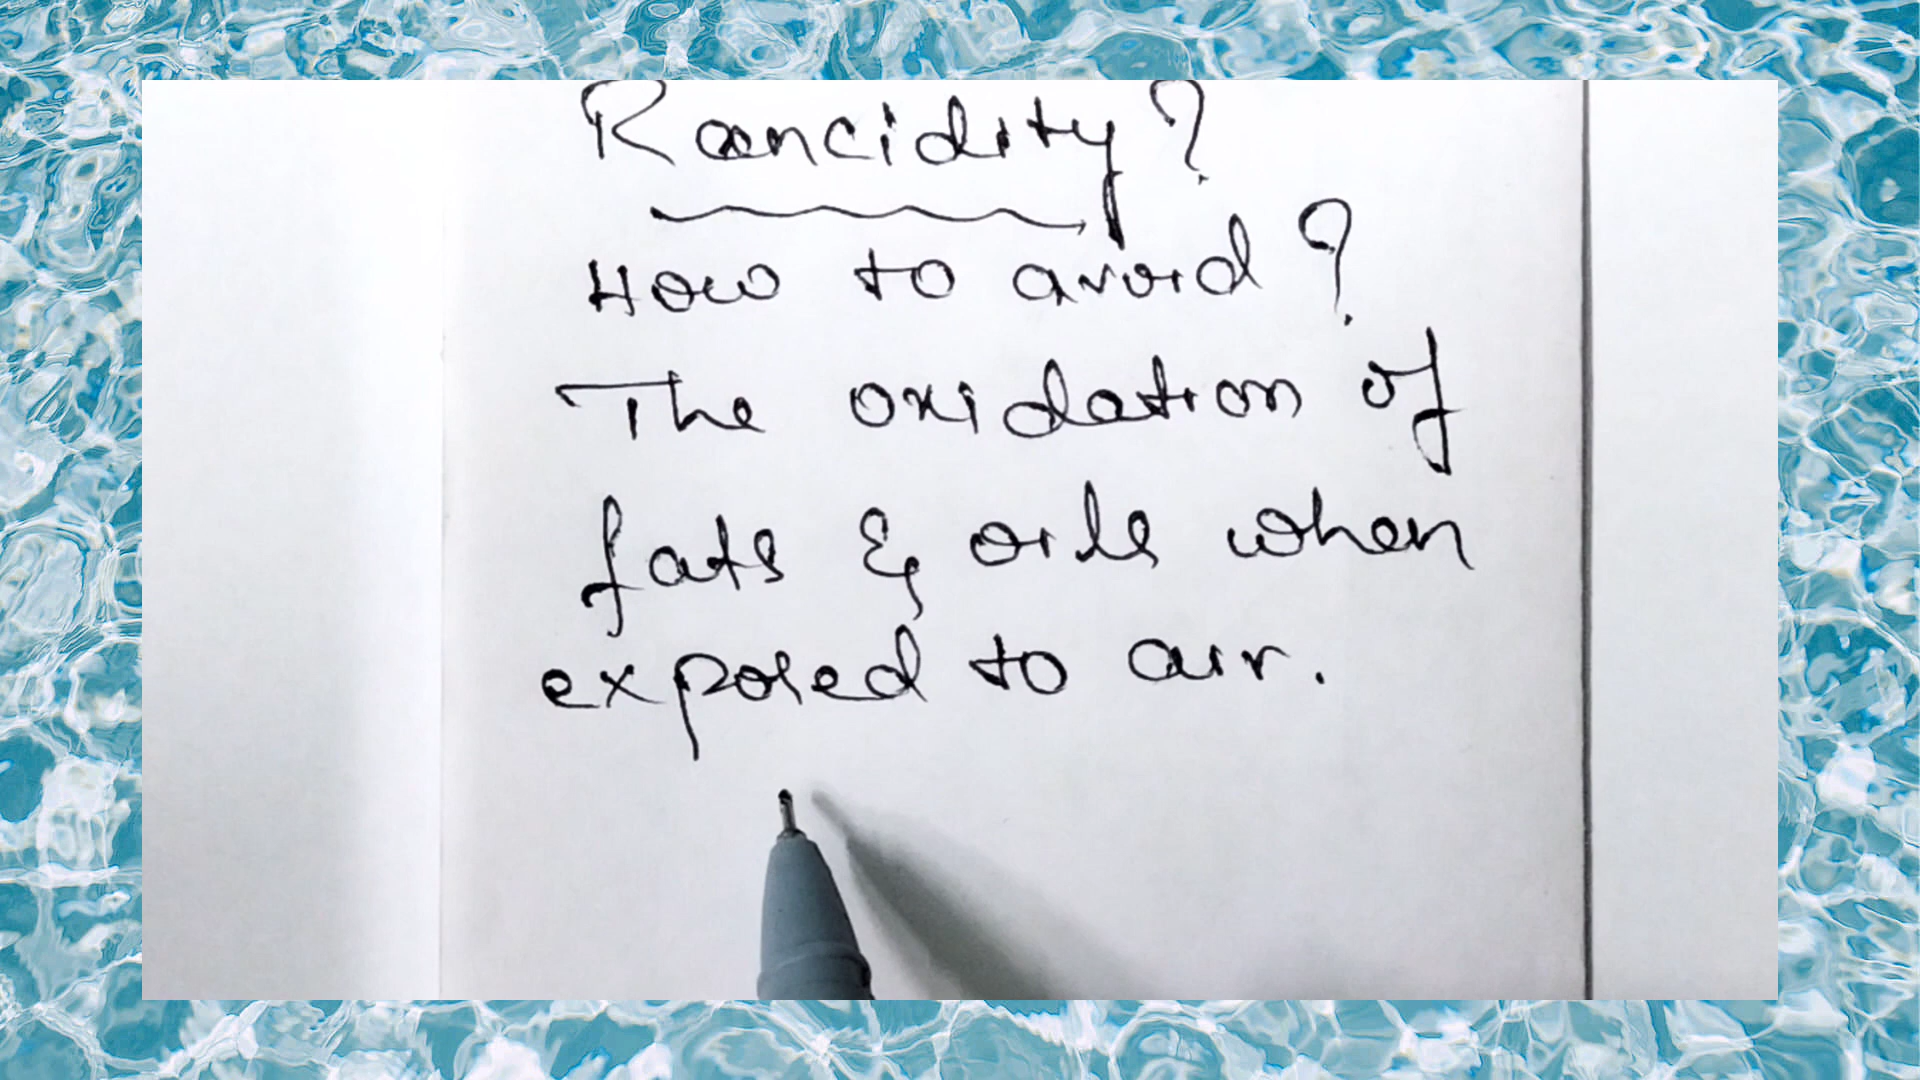 Rancidity?
How to avoid?
The oxidation of
fats & oils when
exposed to air.